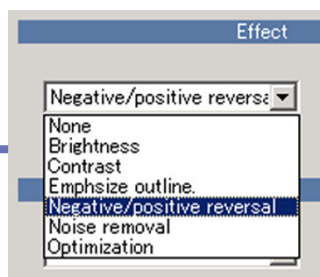 Effect
Negative/positive reversa
None
Brightness
Contrast
Emphsize outline.
Negative/positive reversal
Noise removal
Optimization